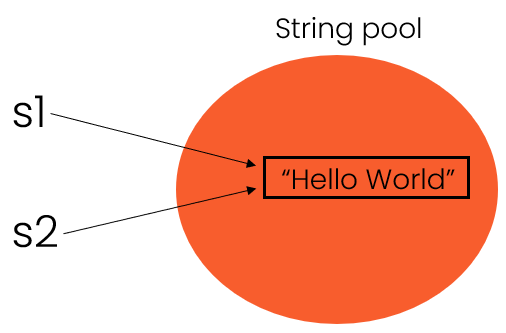 String pool
s1
“Hello World”
s2